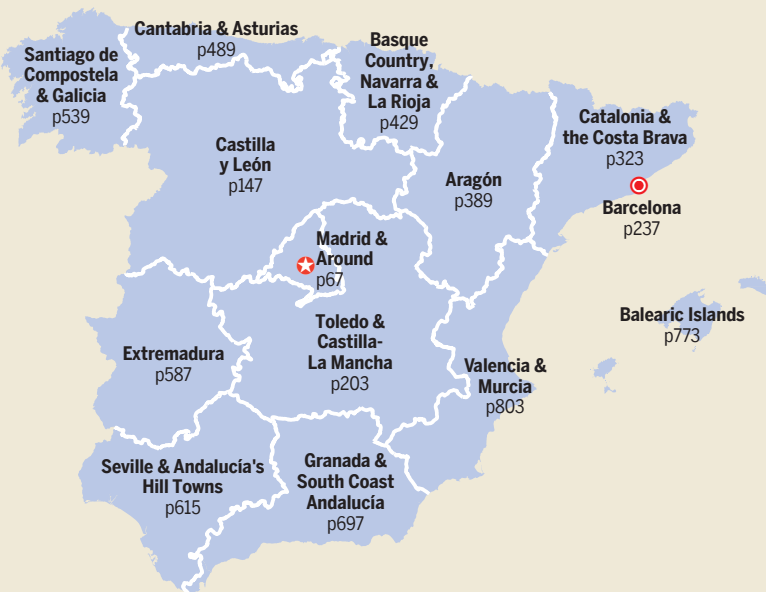 Cantabria & Asturias
p489
Santiago de
Compostela
& Galicia
p539
Basque
Country,
Navarra &
La Rioja
p429
Catalonia &
the Costa Brava
p323
Castilla
y León
p147
Aragón
p389
Barcelona
p237
Madrid &
Around
p67
Balearic Islands
p773
Toledo &
Castilla-
La Mancha
p203
Extremadura
p587
Valencia &
Murcia
p803
Seville & Andalucía's
Hill Towns
p615
Granada &
South Coast
Andalucía
p697